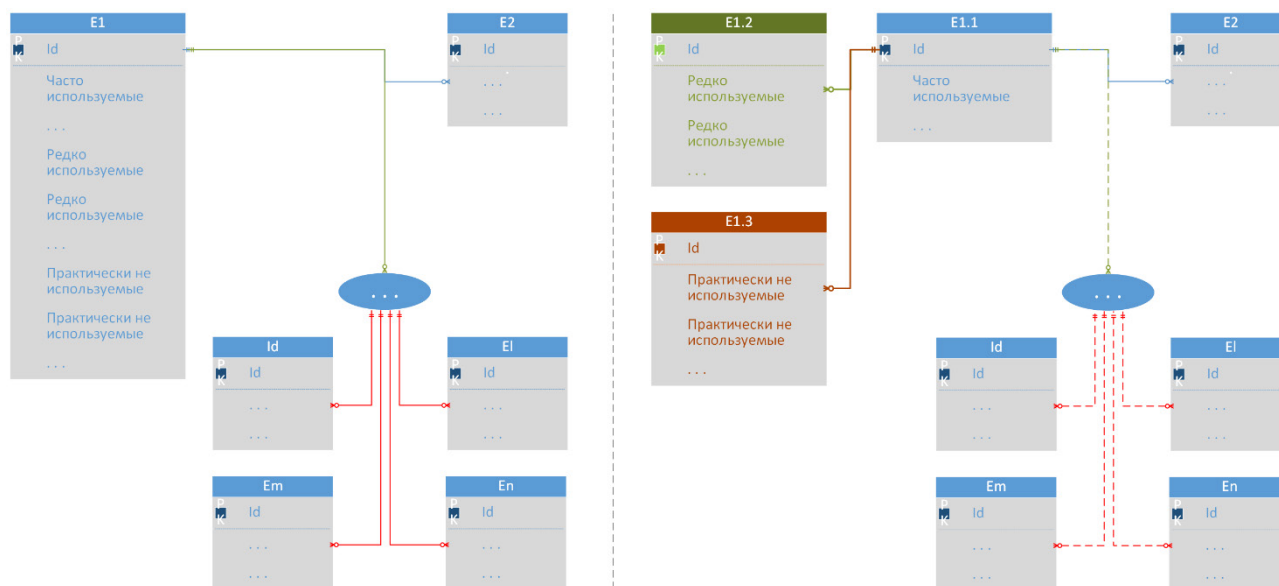 E1
PK
Id
Часто
используемые
. . .
Редко
используемые
Редко
используемые
. . .
Практически не
используемые
Практически не
используемые
. . .
E2
PK
Id
. . .
. . .
. . .
Id
PK
Id
. . .
. . .
El
PK
Id
. . .
. . .
Em
PK
Id
. . .
. . .
En
PK
Id
. . .
. . .
E1.2
PK
Id
Редко
используемые
Редко
используемые
. . .
E1.3
PK
Id
Практически не
используемые
Практически не
используемые
. . .
E1.1
PK
Id
Часто
используемые
. . .
E2
PK
Id
. . .
. . .
. . .
Id
PK
Id
. . .
. . .
El
PK
Id
. . .
. . .
Em
PK
Id
. . .
. . .
En
PK
Id
. . .
. . .